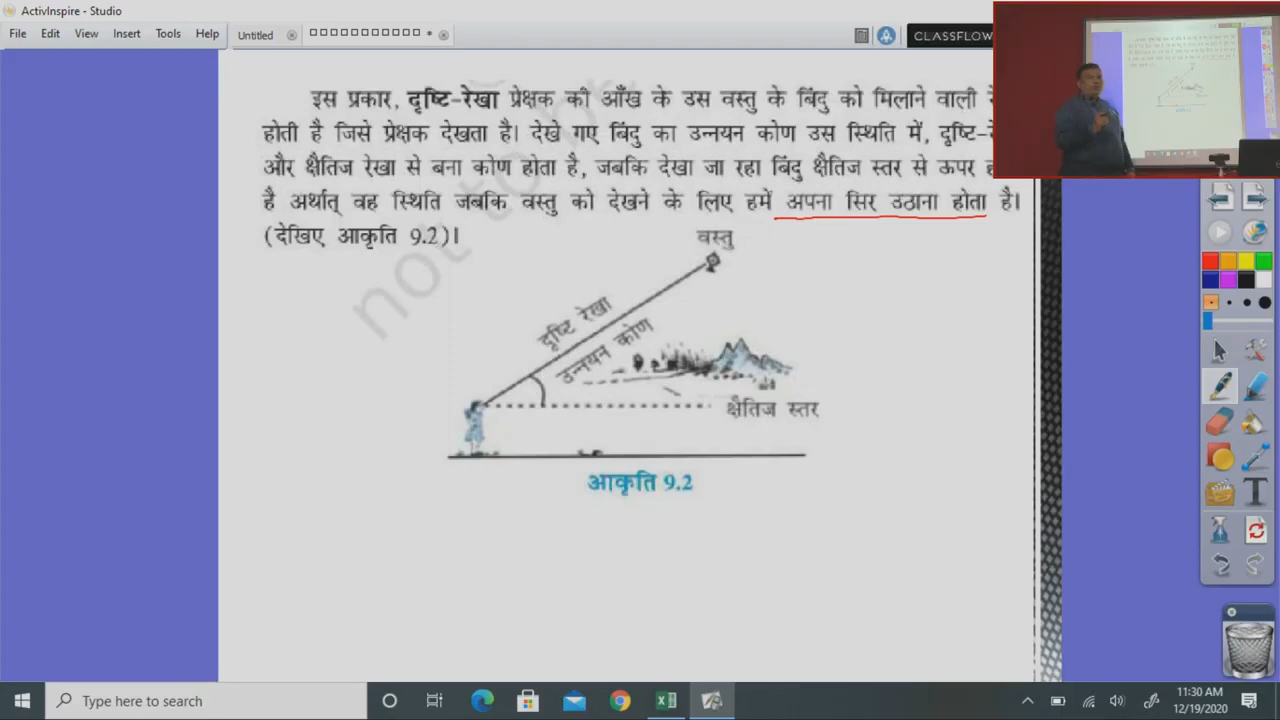 ActivInspire - Studio
File Edit View Insert Tools Help Untitled
CLASSFLOW
इस प्रकार, दृष्टि-रेखा प्रेक्षक की आँख के उस वस्तु के बिंदु को मिलाने वाली
होती है जिसे प्रेक्षक देखता है। देखे गए बिंदु का उन्नयन कोण उस स्थिति में,
और क्षैतिज रेखा से बना कोण होता है, जबकि देखा जा रहा बिंदु क्षैतिज स्तर से ऊपर
है अर्थात् वह स्थिति जबकि वस्तु को देखने के लिए हमें अपना सिर उठाना होता है।
(देखिए आकृति 9.2)।
not to
वस्तु
दृष्टि रेखा
उन्नयन कोण
क्षैतिज स्तर
आकृति 9.2
Type here to search
11:30 AM
12/19/2020